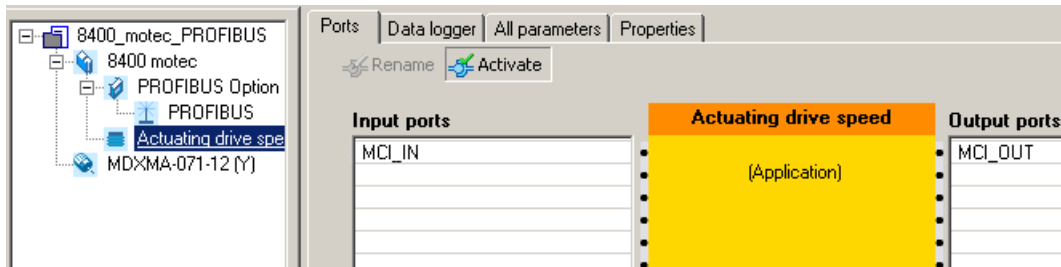 8400_motec_PROFIBUS
8400 motec
PROFIBUS Option
PROFIBUS
Actuating drive spe
MDXMA-071-12 (Y)
Ports
Data logger
All parameters
Properties
Rename
Activate
Input ports
Actuating drive speed
Output ports
MCI_IN
(Application)
MCI_OUT